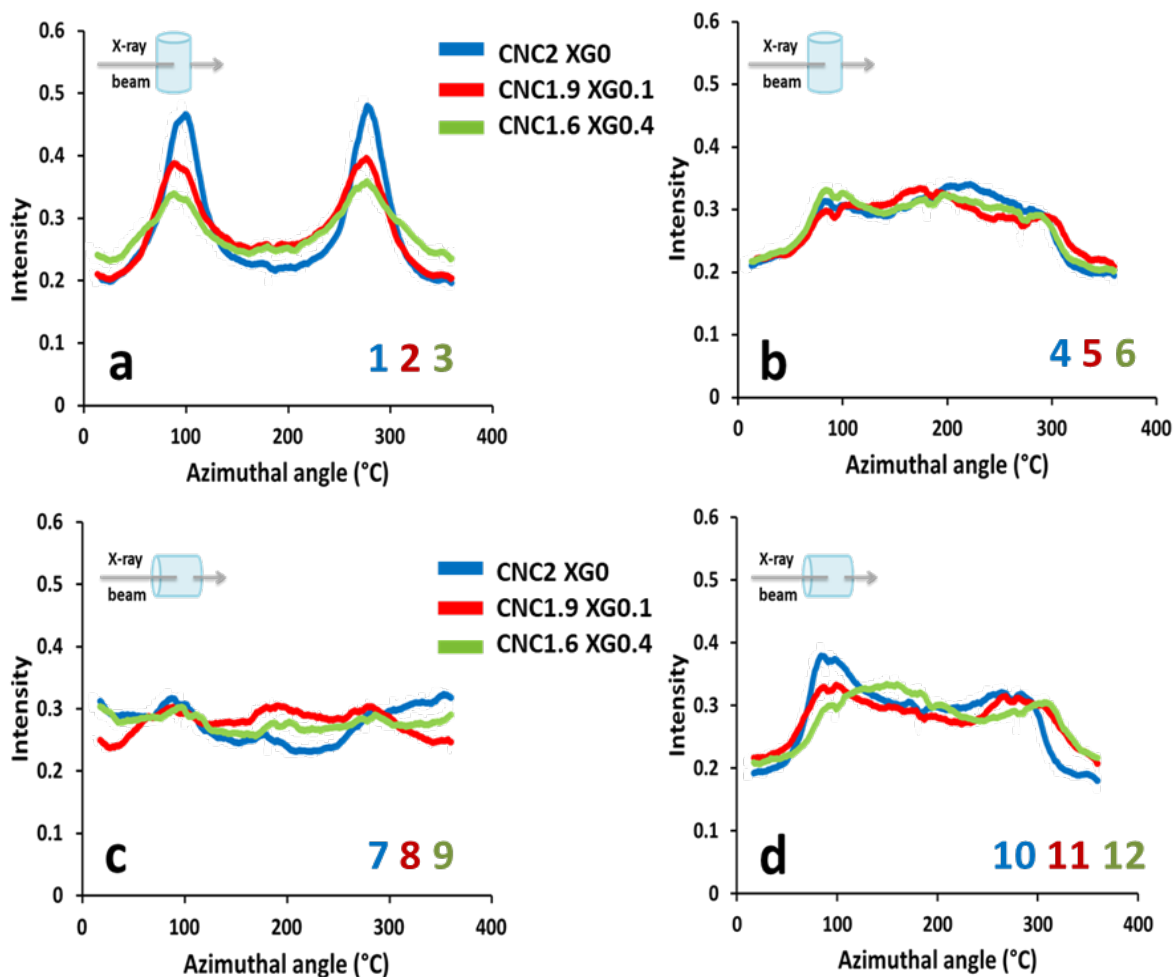 0.6
0.5
0.4
0.3
0.2
0.1
0
Intensity
X-ray
beam
CNC2 XG0
CNC1.9 XG0.1
CNC1.6 XG0.4
a
1 2 3
0 100 200 300 400
Azimuthal angle (°C)
0.6
0.5
0.4
0.3
0.2
0.1
0
Intensity
X-ray
beam
b
4 5 6
0 100 200 300 400
Azimuthal angle (°C)
0.6
0.5
0.4
0.3
0.2
0.1
0
Intensity
X-ray
beam
CNC2 XG0
CNC1.9 XG0.1
CNC1.6 XG0.4
c
7 8 9
0 100 200 300 400
Azimuthal angle (°C)
0.6
0.5
0.4
0.3
0.2
0.1
0
Intensity
X-ray
beam
d
10 11 12
0 100 200 300 400
Azimuthal angle (°C)